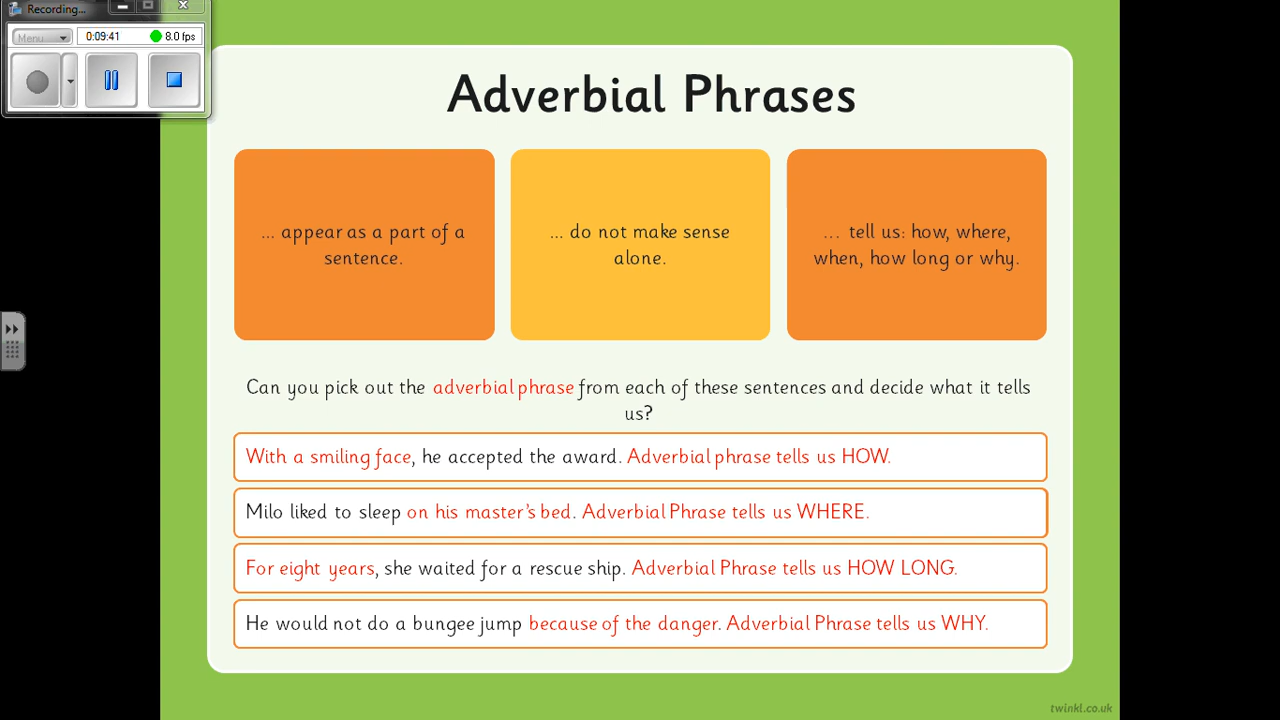 Recording...
Menu
0:09:41
8.0 fps
Adverbial Phrases
... appear as a part of a
sentence.
... do not make sense
alone.
... tell us: how, where,
when, how long or why.
Can you pick out the adverbial phrase from each of these sentences and decide what it tells
us?
With a smiling face, he accepted the award. Adverbial phrase tells us HOW.
Milo liked to sleep on his master's bed. Adverbial Phrase tells us WHERE.
For eight years, she waited for a rescue ship. Adverbial Phrase tells us HOW LONG.
He would not do a bungee jump because of the danger. Adverbial Phrase tells us WHY.
twinkl.co.uk